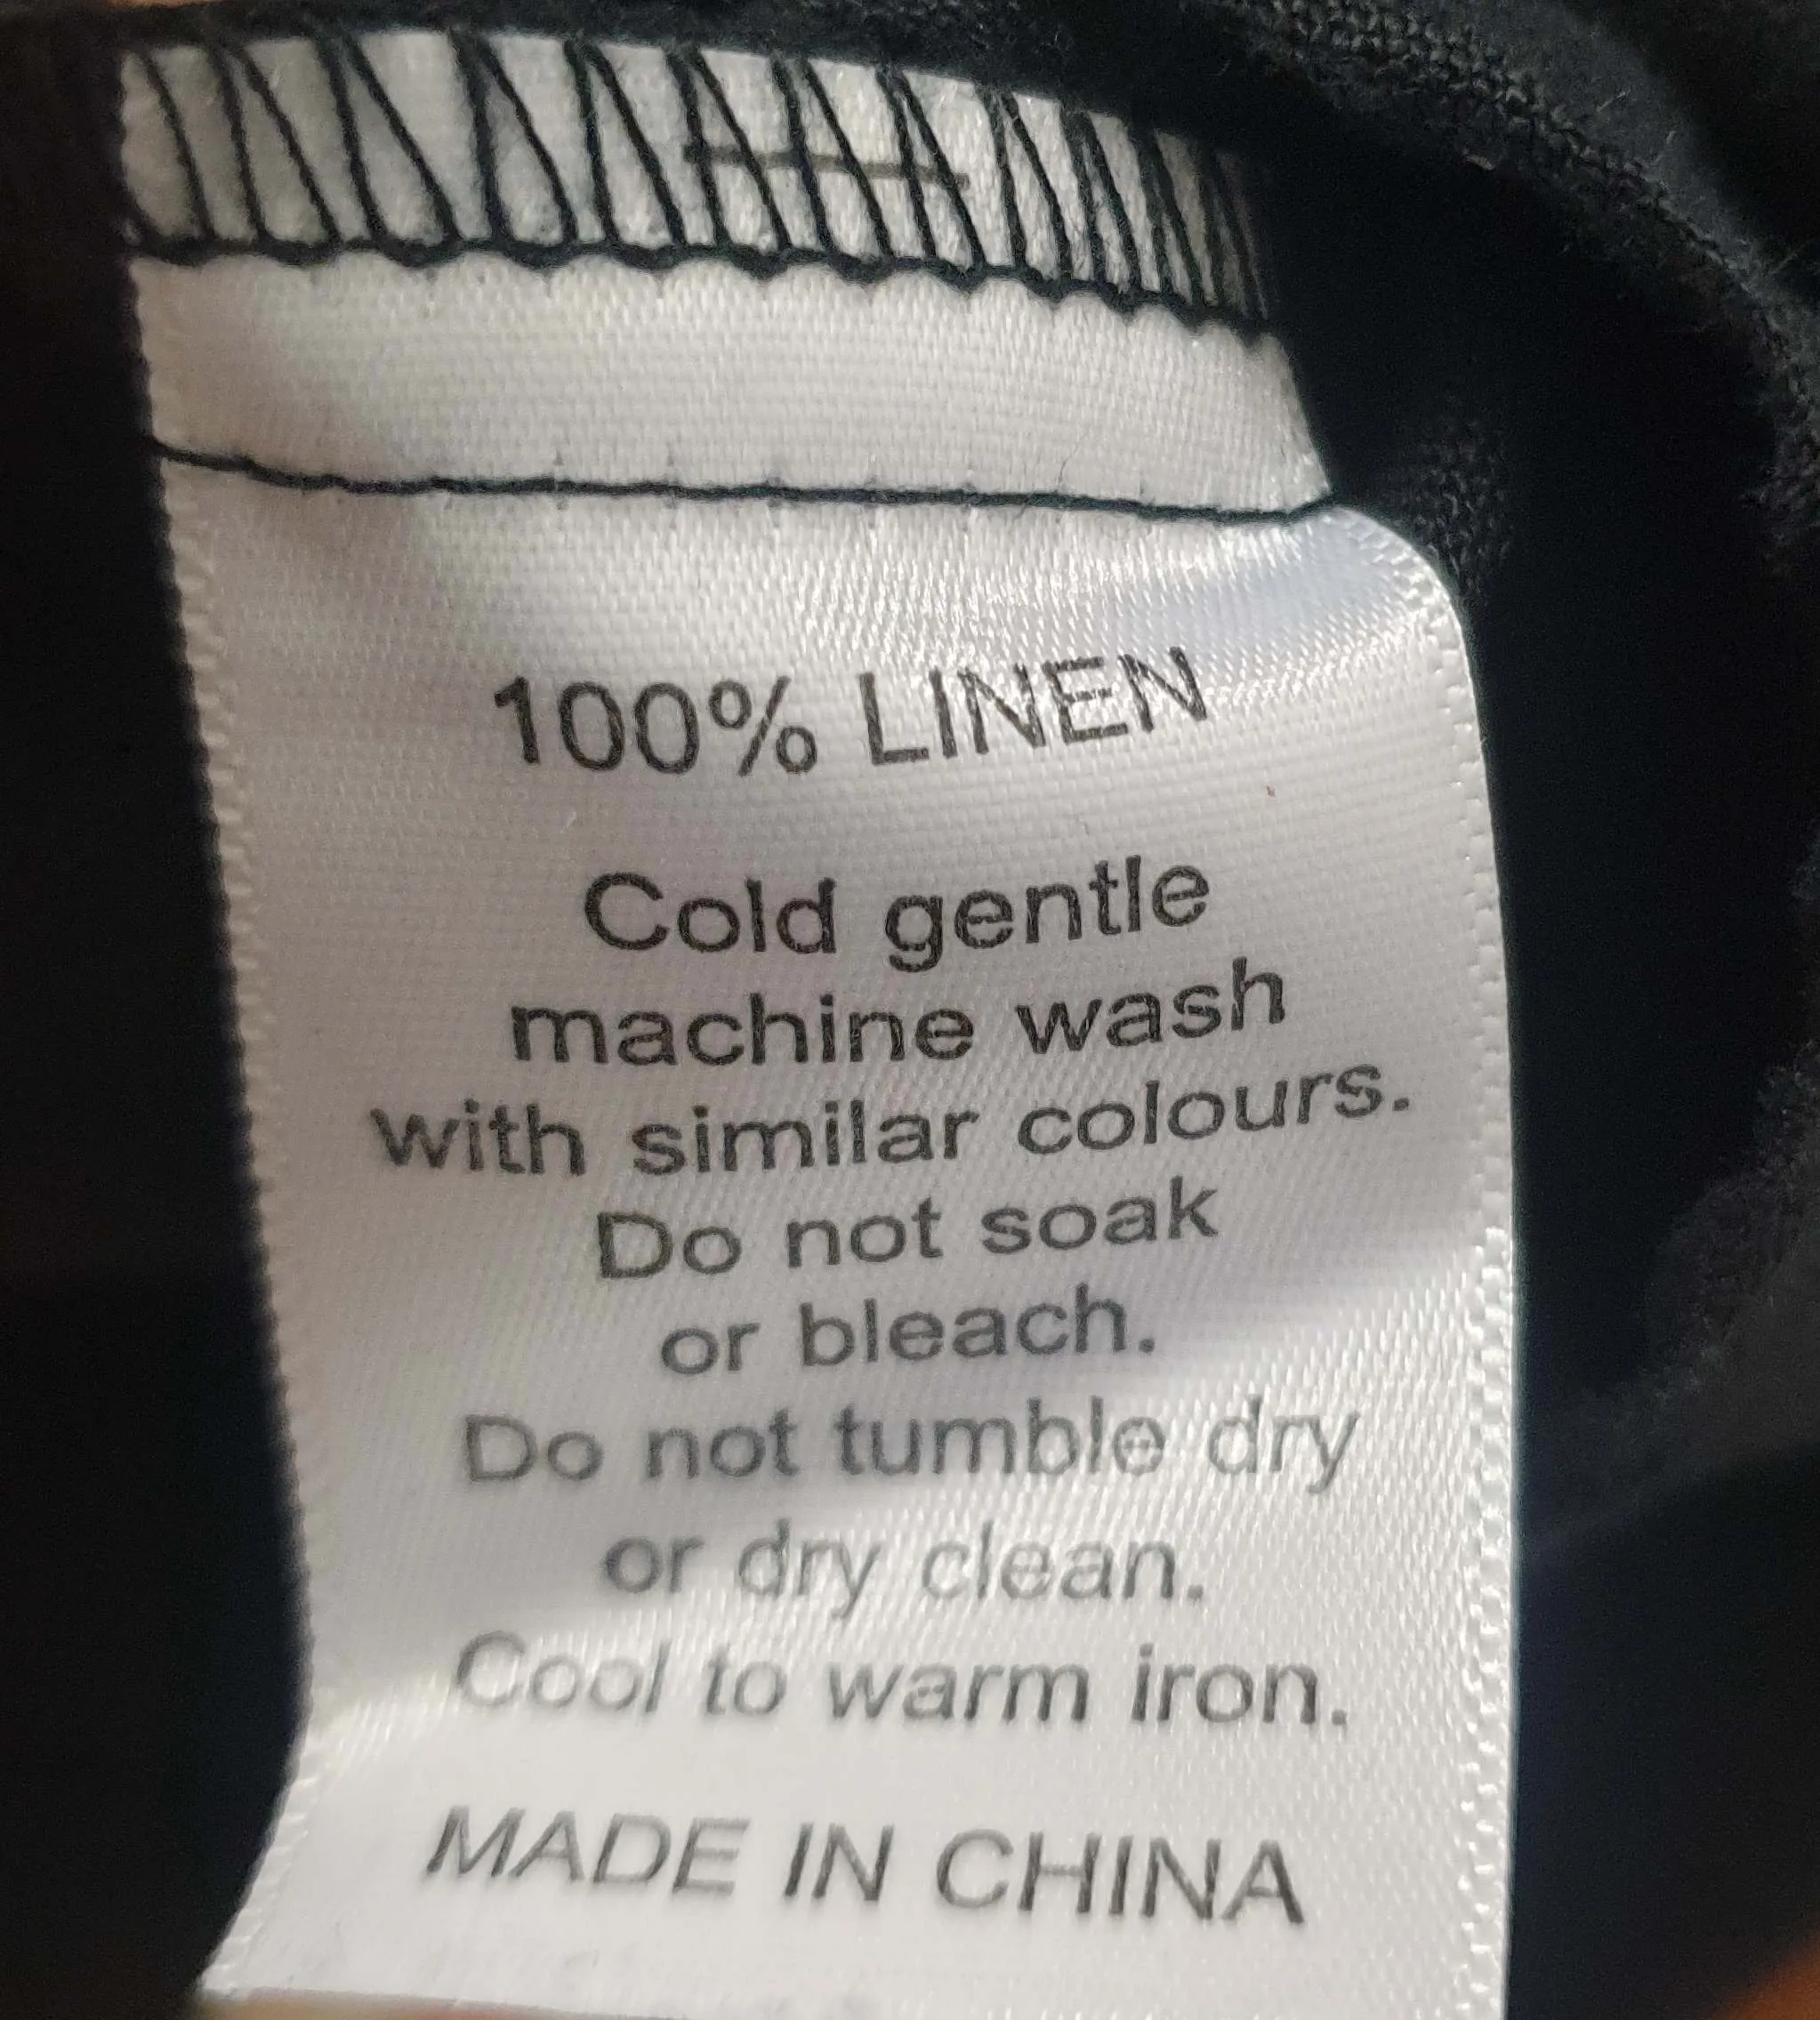 100% LINEN
Cold gentle
machine wash
with similar colours.
Do not soak
or bleach.
Do not tumble dry
or dry clean.
Cool to warm iron.
MADE IN CHINA